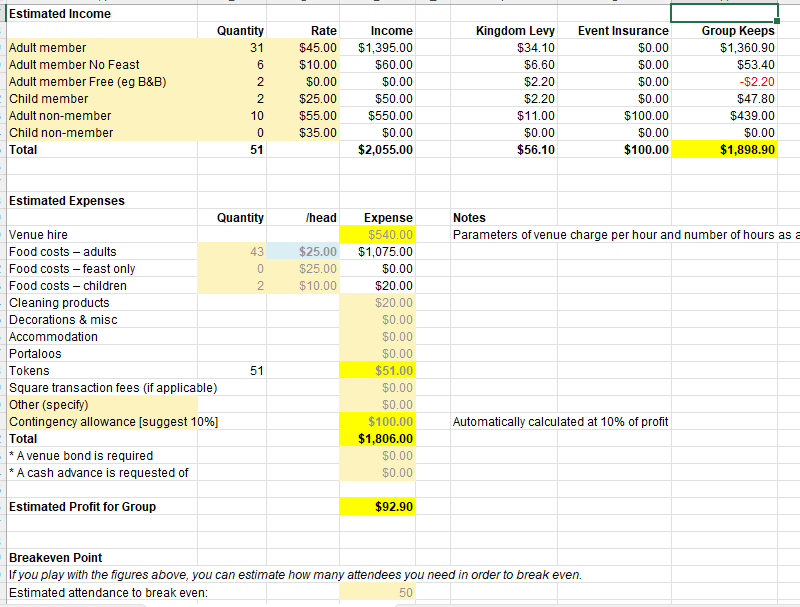 Estimated Income
Quantity Rate Income Kingdom Levy Event Insurance Group Keeps
Adult member 31 $45.00 $1,395.00 $34.10 $0.00 $1,360.90
Adult member No Feast 6 $10.00 $60.00 $6.60 $0.00 $53.40
Adult member Free (eg B&B) 2 $0.00 $0.00 $2.20 $0.00 -$2.20
Child member 2 $25.00 $50.00 $2.20 $0.00 $47.80
Adult non-member 10 $55.00 $550.00 $11.00 $100.00 $439.00
Child non-member 0 $35.00 $0.00 $0.00 $0.00 $0.00
Total 51 $2,055.00 $56.10 $100.00 $1,898.90
Estimated Expenses
Quantity /head Expense Notes
Venue hire $540.00 Parameters of venue charge per hour and number of hours as a
Food costs – adults 43 $25.00 $1,075.00
Food costs – feast only 0 $25.00 $0.00
Food costs – children 2 $10.00 $20.00
Cleaning products $20.00
Decorations & misc $0.00
Accommodation $0.00
Portaloos $0.00
Tokens 51 $51.00
Square transaction fees (if applicable) $0.00
Other (specify) $0.00
Contingency allowance [suggest 10%] $100.00 Automatically calculated at 10% of profit
Total $1,806.00
* A venue bond is required $0.00
* A cash advance is requested of $0.00
Estimated Profit for Group $92.90
Breakeven Point
If you play with the figures above, you can estimate how many attendees you need in order to break even.
Estimated attendance to break even: 50